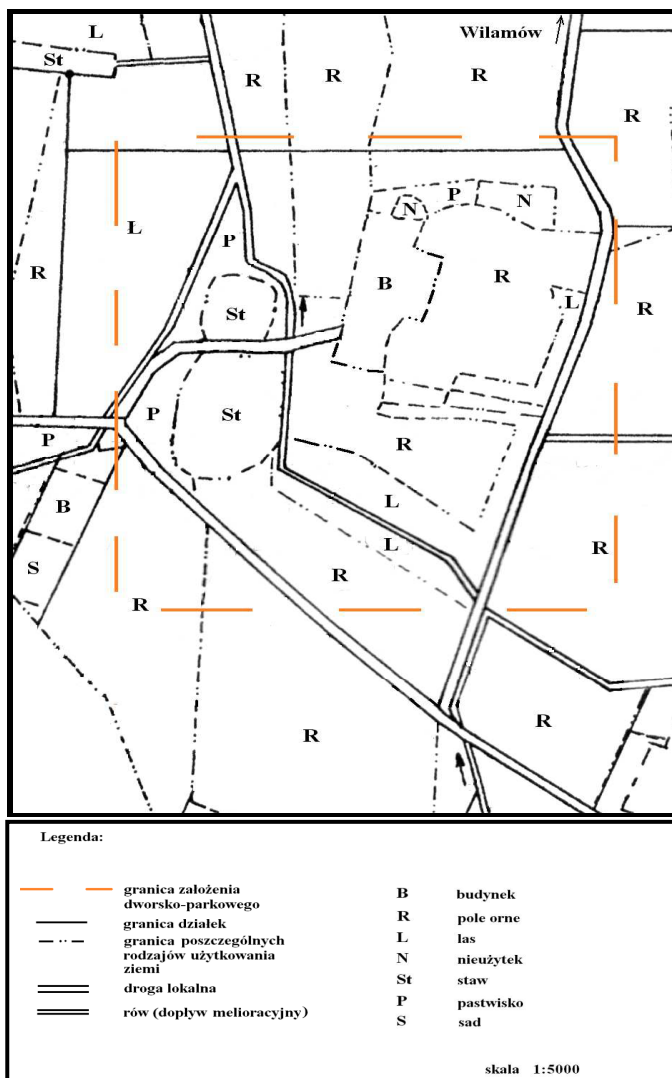 Wilamów
L
St
R
R
R
R
P
N
N
L
P
R
B
R
St
L
R
P
St
R
P
B
L
L
R
S
R
R
R
R
Legenda:
granica założenia
dworsko-parkowego
granica działek
granica poszczególnych
rodzajów użytkowania
ziemi
droga lokalna
rów (dopływ melioracyjny)
B budynek
R pole orne
L las
N nieużytek
St staw
P pastwisko
S sad
skala 1:5000